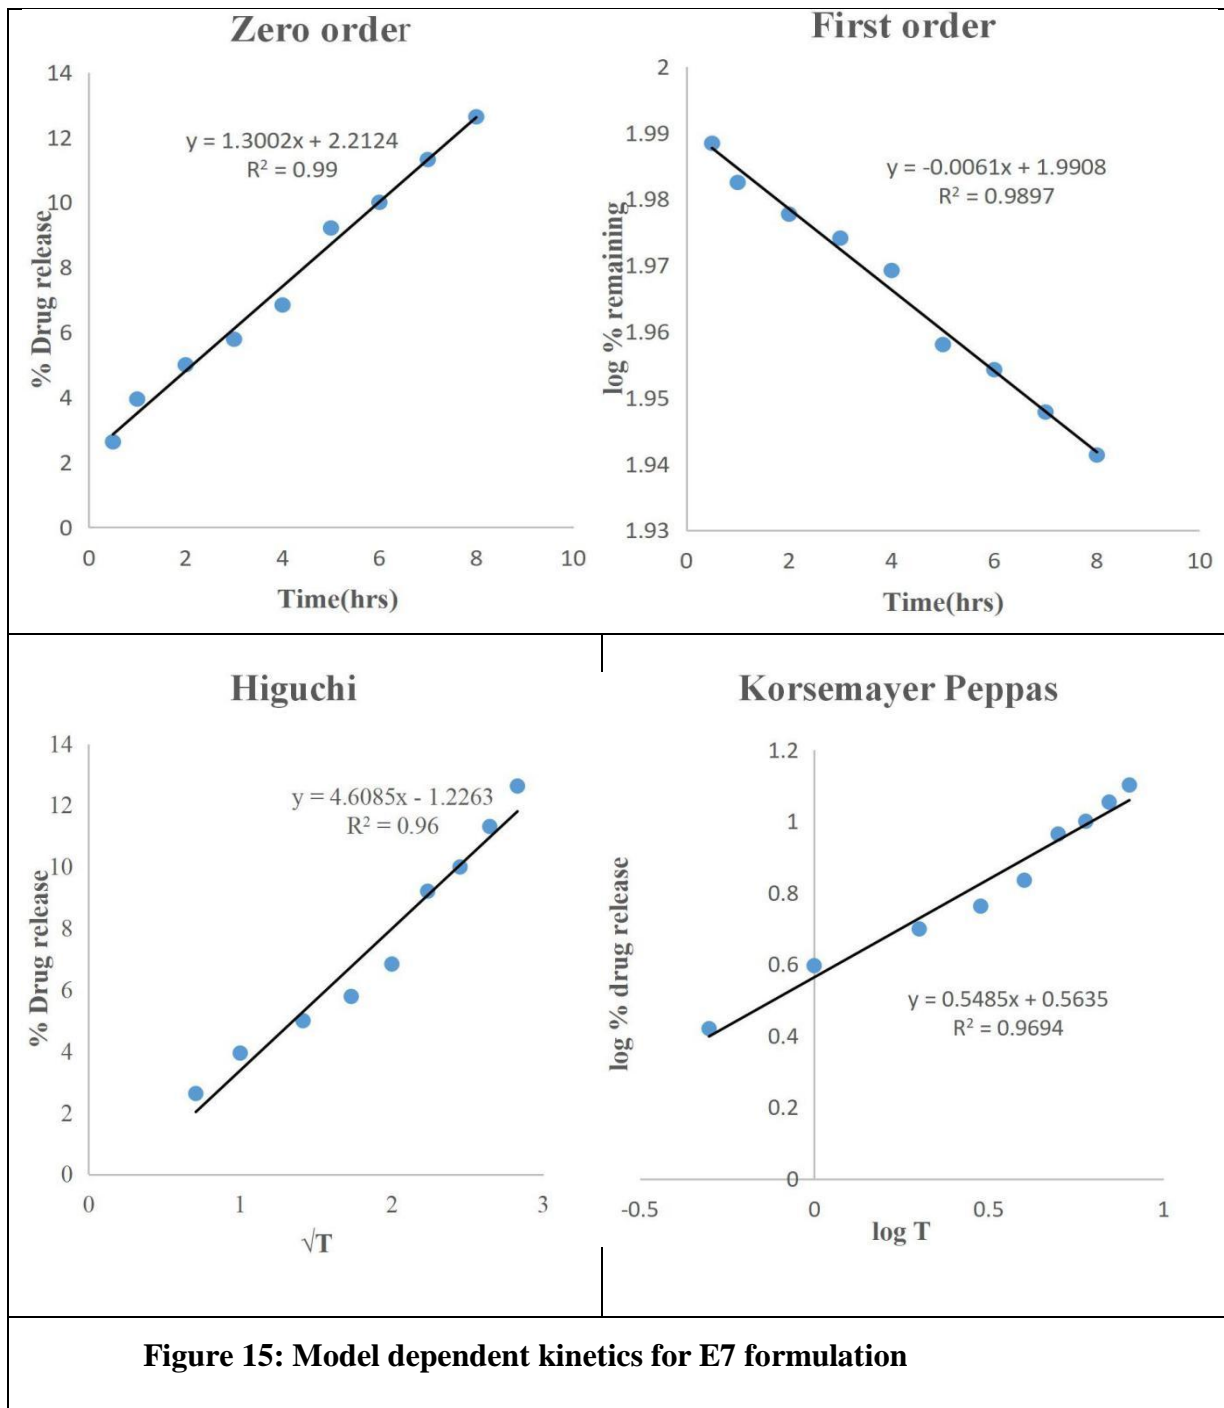 Zero order
14
12
10
8
6
4
2
0
% Drug release
y = 1.3002x + 2.2124
R² = 0.99
0 2 4 6 8 10
Time(hrs)
First order
2
1.99
1.98
1.97
1.96
1.95
1.94
1.93
log % remaining
y = -0.0061x + 1.9908
R² = 0.9897
0 2 4 6 8 10
Time(hrs)
Higuchi
14
12
10
8
6
4
2
0
% Drug release
y = 4.6085x - 1.2263
R² = 0.96
0 1 2 3
√T
Korsemayer Peppas
1.2
1
0.8
0.6
0.4
0.2
0
log % drug release
y = 0.5485x + 0.5635
R² = 0.9694
-0.5 0 0.5 1
log T
Figure 15: Model dependent kinetics for E7 formulation